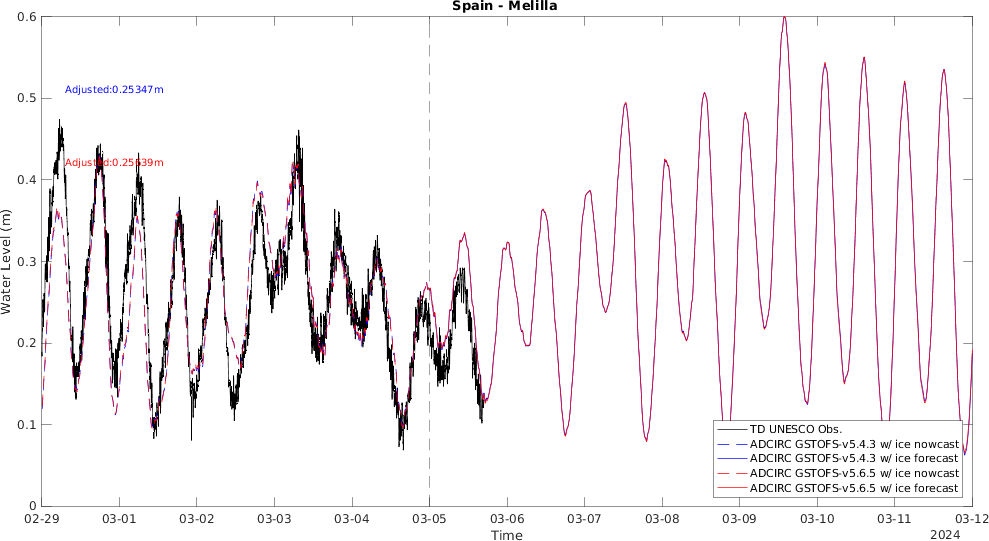 Spain - Melilla
0.6
0.5
0.4
0.3
0.2
0.1
0
Water Level (m)
Adjusted:0.25347m
Adjusted:0.25639m
TD UNESCO Obs.
ADCIRC GSTOFS-v5.4.3 w/ ice nowcast
ADCIRC GSTOFS-v5.4.3 w/ ice forecast
ADCIRC GSTOFS-v5.6.5 w/ ice nowcast
ADCIRC GSTOFS-v5.6.5 w/ ice forecast
02-29 03-01 03-02 03-03 03-04 03-05 03-06 03-07 03-08 03-09 03-10 03-11 03-12
Time
2024